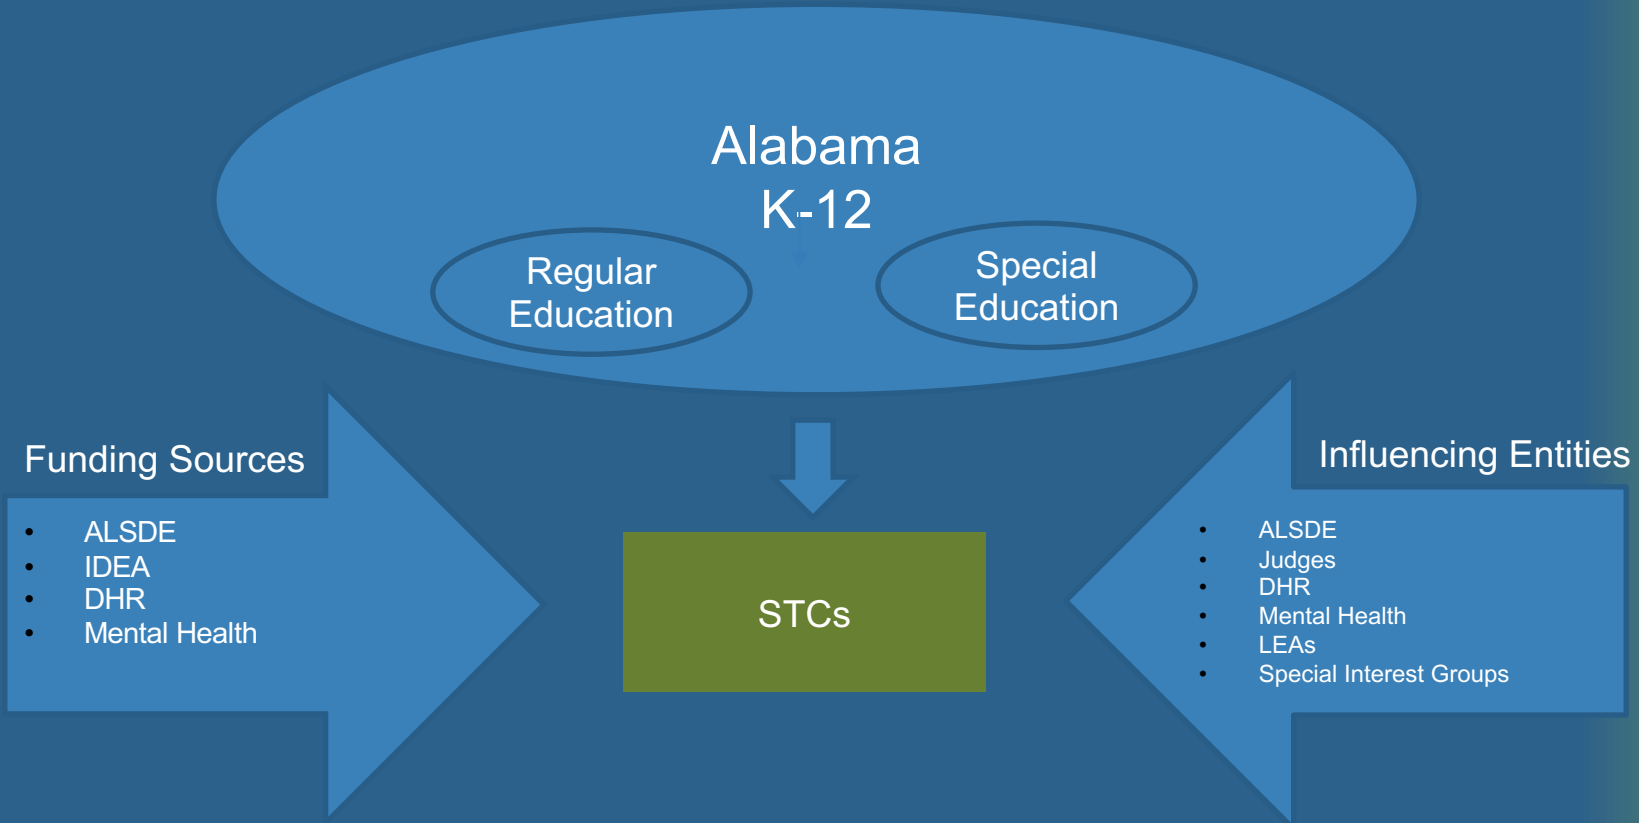 Alabama
K-12
Regular
Education
Special
Education
Funding Sources
• ALSDE
• IDEA
• DHR
• Mental Health
STCs
Influencing Entities
• ALSDE
• Judges
• DHR
• Mental Health
• LEAs
• Special Interest Groups